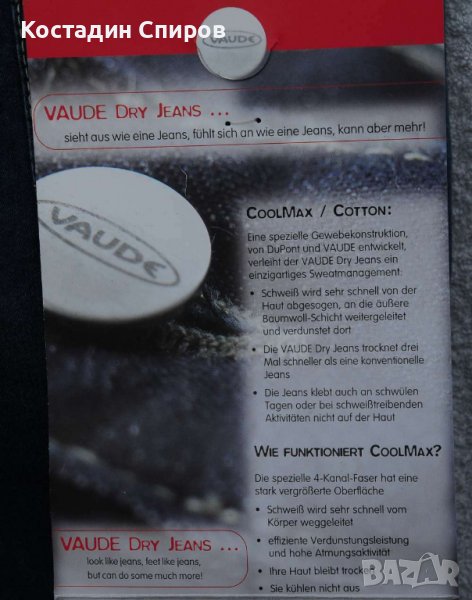 Костадин Спиров
VAUDE
VAUDE DRY JEANS ...
sieht aus wie eine Jeans, fühlt sich an wie eine Jeans, kann aber mehr!
VAUDE
COOLMAX / COTTON:
Eine spezielle Gewebekonstruktion,
von DuPont und VAUDE entwickelt,
verleiht der VAUDE Dry Jeans ein
einzigartiges Sweatmanagement:
• Schweiß wird sehr schnell von der
Haut abgesogen, an die äußere
Baumwoll-Schicht weitergeleitet
und verdunstet dort
• Die VAUDE Dry Jeans trocknet drei
Mal schneller als eine konventionelle
Jeans
• Die Jeans klebt auch an schwülen
Tagen oder bei schweißtreibenden
Aktivitäten nicht auf der Haut
WIE FUNKTIONIERT COOLMAX?
Die spezielle 4-Kanal-Faser hat eine
stark vergrößerte Oberfläche
• Schweiß wird sehr schnell vom
Körper weggeleitet
• effiziente Verdunstungsleistung
und hohe Atmungsaktivität
• Ihre Haut bleibt trocken
• Sie kühlen nicht aus
VAUDE DRY JEANS ...
look like jeans, feel like jeans,
but can do some much more!
BAZAR